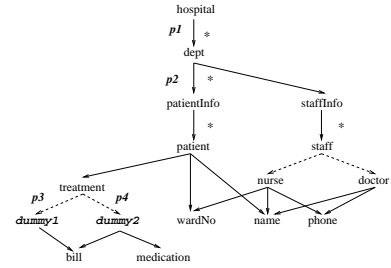 hospital
p1 *
dept
p2 *
patientInfo staffInfo
* *
patient staff
treatment nurse doctor
p3 p4
dummy1 dummy2 wardNo name phone
bill medication